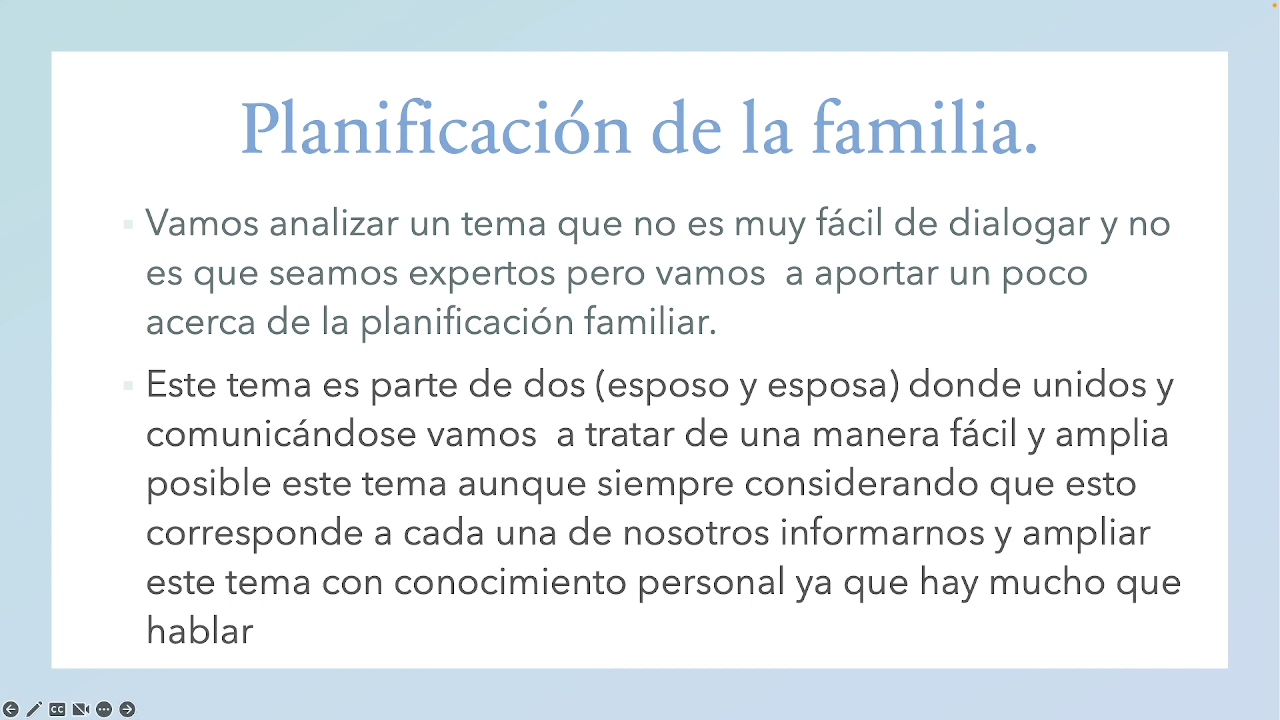 Planificación de la familia.
Vamos analizar un tema que no es muy fácil de dialogar y no
es que seamos expertos pero vamos  a aportar un poco
acerca de la planificación familiar.
Este tema es parte de dos (esposo y esposa) donde unidos y
comunicándose vamos  a tratar de una manera fácil y amplia
posible este tema aunque siempre considerando que esto
corresponde a cada una de nosotros informarnos y ampliar
este tema con conocimiento personal ya que hay mucho que
hablar
CC